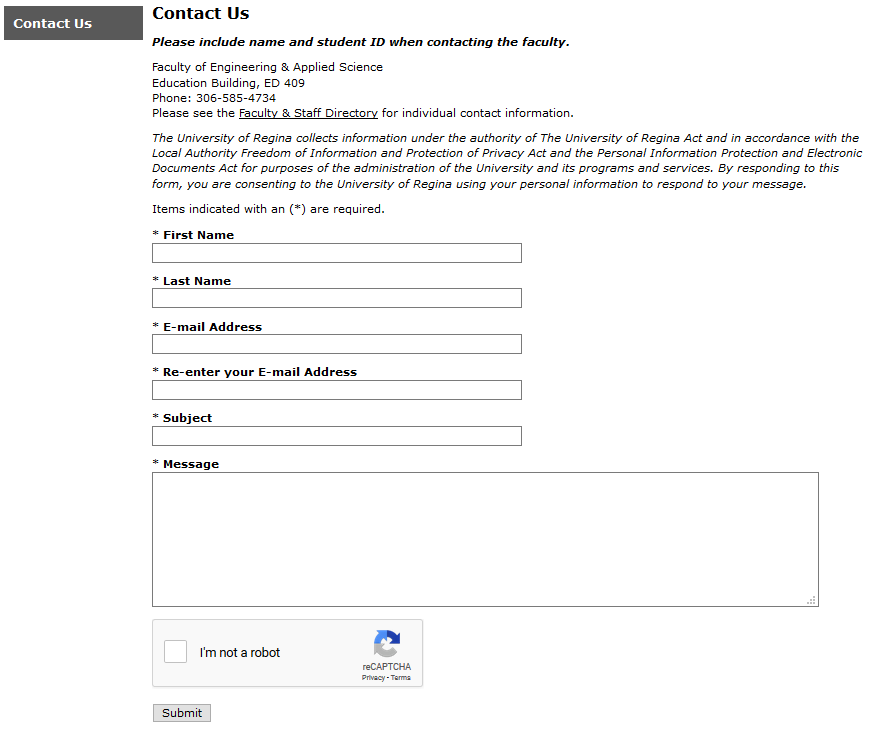 Contact Us
Contact Us
Please include name and student ID when contacting the faculty.
Faculty of Engineering & Applied Science
Education Building, ED 409
Phone: 306-585-4734
Please see the Faculty & Staff Directory for individual contact information.
The University of Regina collects information under the authority of The University of Regina Act and in accordance with the
Local Authority Freedom of Information and Protection of Privacy Act and the Personal Information Protection and Electronic
Documents Act for purposes of the administration of the University and its programs and services. By responding to this
form, you are consenting to the University of Regina using your personal information to respond to your message.
Items indicated with an (*) are required.
* First Name
* Last Name
* E-mail Address
* Re-enter your E-mail Address
* Subject
* Message
I'm not a robot
reCAPTCHA
Privacy - Terms
Submit